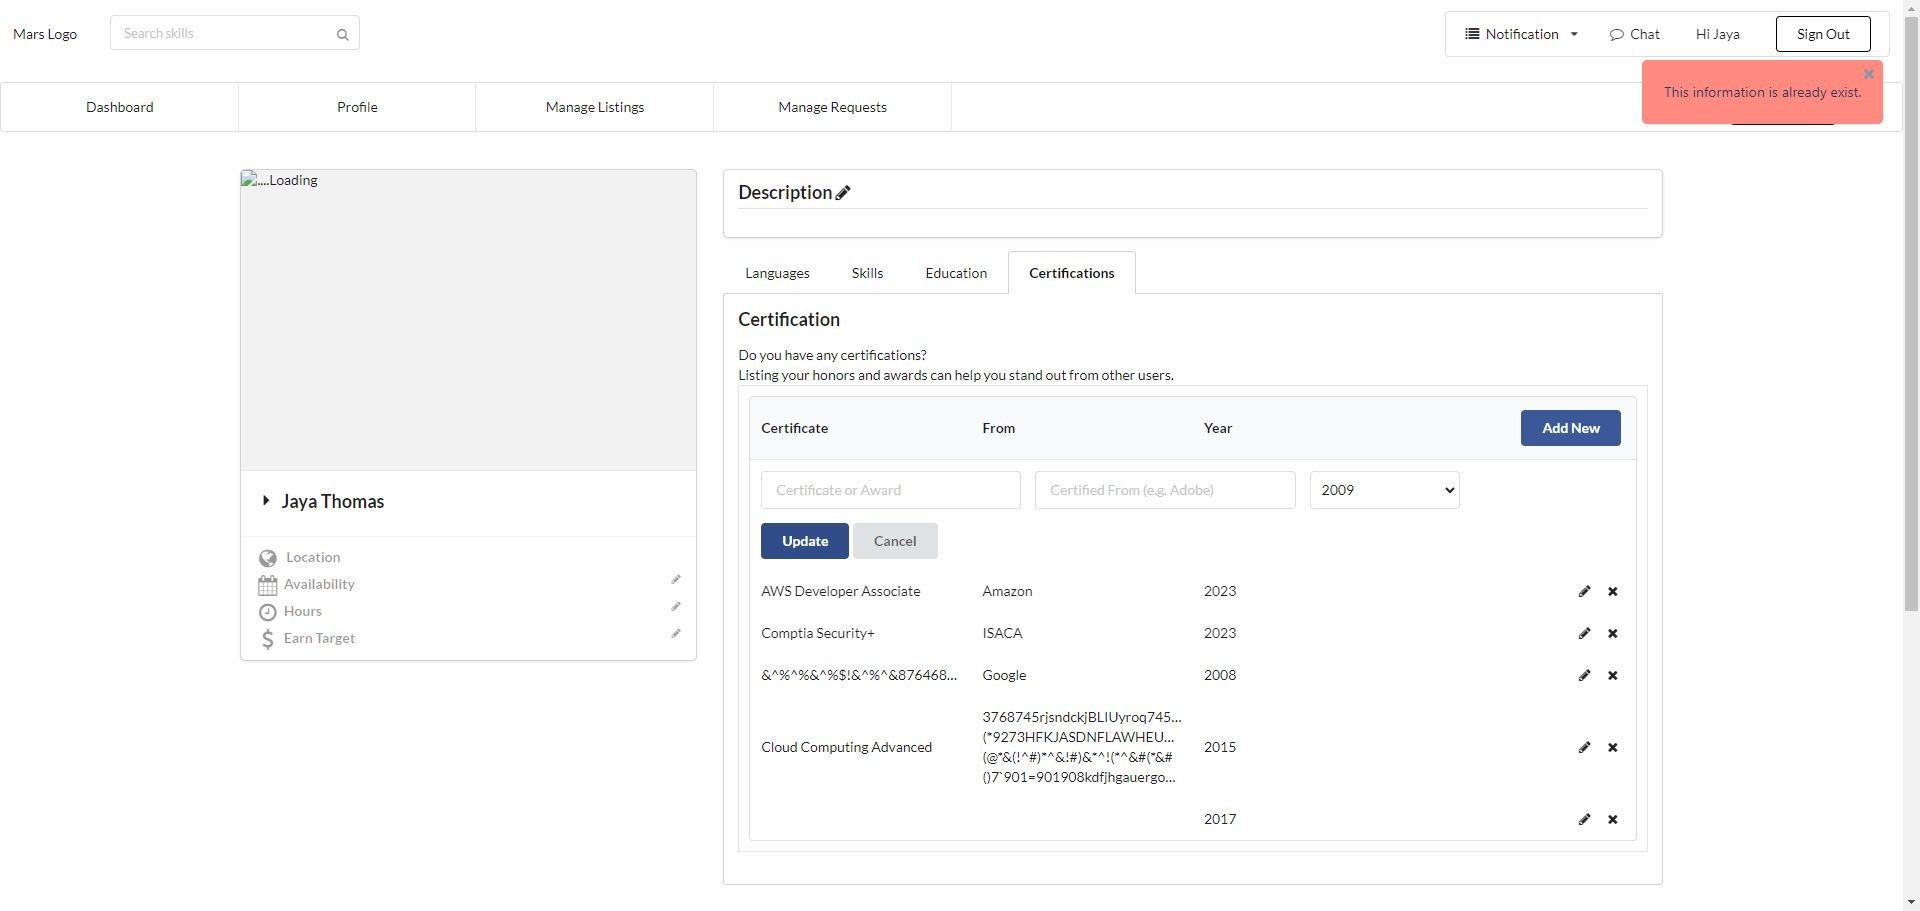 Mars Logo
Search skills
Notification
Chat
Hi Jaya
Sign Out
This information is already exist.
Dashboard
Profile
Manage Listings
Manage Requests
....Loading
Jaya Thomas
Location
Availability
Hours
Earn Target
Description
Languages
Skills
Education
Certifications
Certification
Do you have any certifications?
Listing your honors and awards can help you stand out from other users.
Certificate From Year Add New
Certificate or Award
Certified From (e.g. Adobe)
2009
Update
Cancel
AWS Developer Associate Amazon 2023
Comptia Security+ ISACA 2023
&^%^%&^%$!&^%^&876468... Google 2008
Cloud Computing Advanced
3768745rjsndckjBLIUyroq745...
(*9273HFKJASDNFLAWHEU...
(@*&(!^#)*^&!#)&*^!(*^&#(*&#
()7`901=901908kdfjhgauergo...
2015
2017